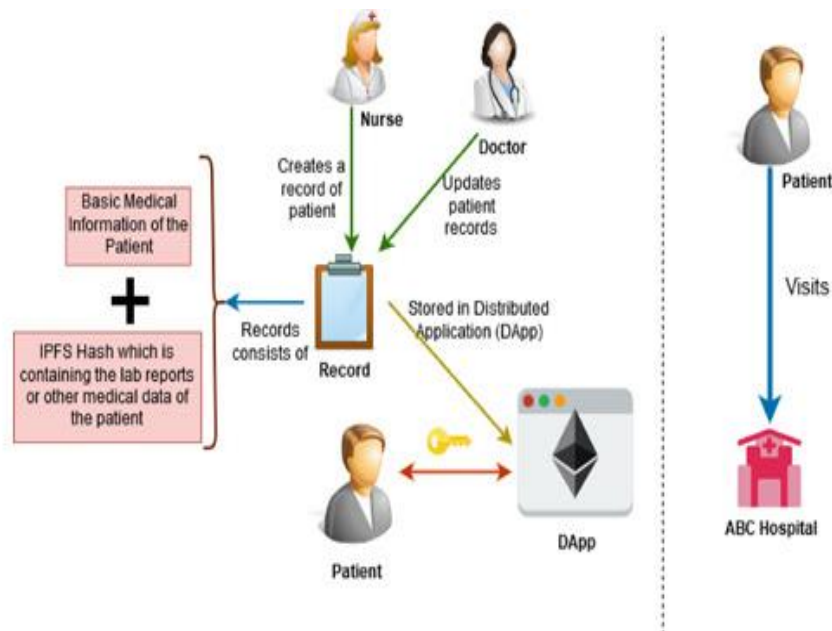 Nurse
Doctor
Creates a
record of
patient
Updates
patient
records
Basic Medical
Information of the
Patient
IPFS Hash which is
containing the lab reports
or other medical data of
the patient
Records
consists of
Record
Stored in Distributed
Application (DApp)
Patient
DApp
Patient
Visits
ABC Hospital